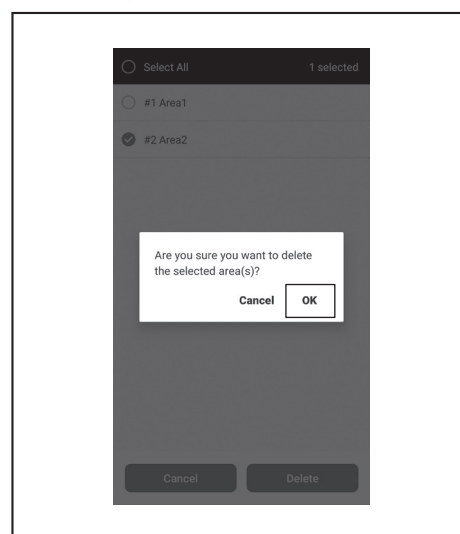 Select All 1 selected
#1 Area1
#2 Area2
Are you sure you want to delete
the selected area(s)?
Cancel OK
Cancel Delete